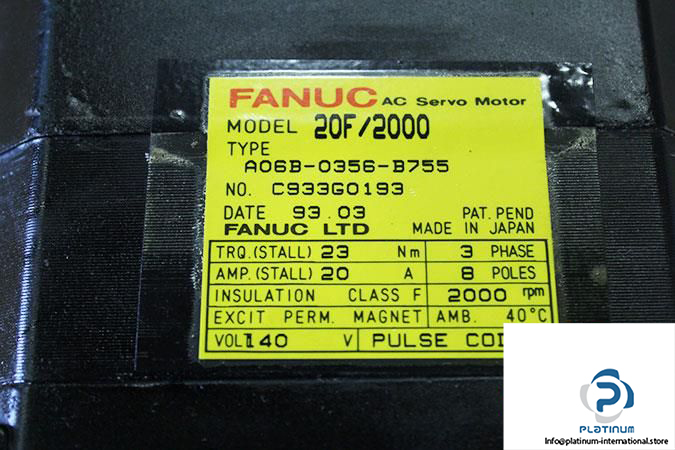 FANUC AC Servo Motor
MODEL 20F/2000
TYPE
A06B-0356-B755
NO. C933G0193
DATE 93.03 PAT. PEND
FANUC LTD MADE IN JAPAN
TRQ.(STALL) 23 Nm 3 PHASE
AMP.(STALL) 20 A 8 POLES
INSULATION CLASS F 2000 rpm
EXCIT PERM. MAGNET AMB. 40°C
VOLT 140 V PULSE
PLATINUM
Info@platinum-international.store